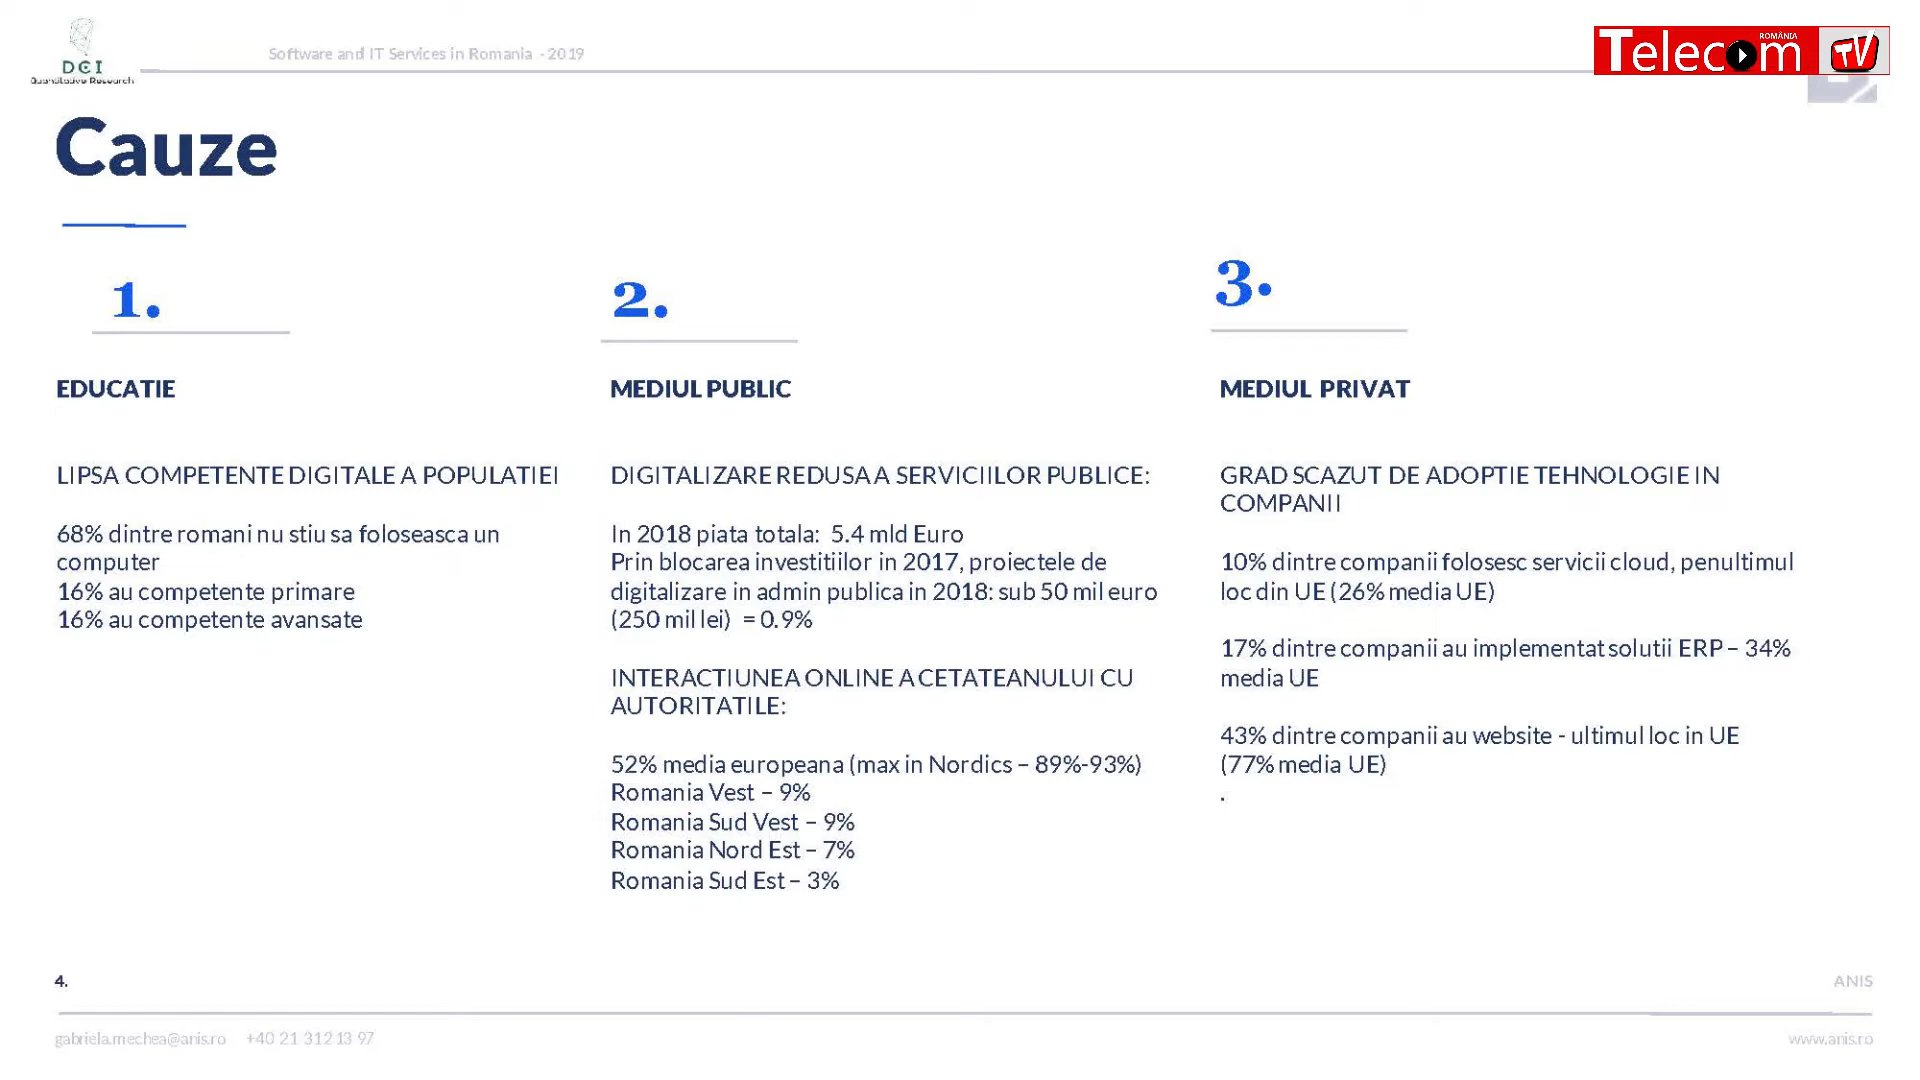 DCI
Quantitative Research
Software and IT Services in Romania - 2019
Telecom
ROMÂNIA
TV
Cauze
1.
EDUCATIE
LIPSA COMPETENTE DIGITALE A POPULATIEI
68% dintre romani nu stiu sa foloseasca un
computer
16% au competente primare
16% au competente avansate
2.
MEDIUL PUBLIC
DIGITALIZARE REDUSA A SERVICIILOR PUBLICE:
In 2018 piata totala: 5.4 mld Euro
Prin blocarea investitiilor in 2017, proiectele de
digitalizare in admin publica in 2018: sub 50 mil euro
(250 mil lei) = 0.9%
INTERACTIUNEA ONLINE A CETATEANULUI CU
AUTORITATILE:
52% media europeana (max in Nordics – 89%-93%)
Romania Vest – 9%
Romania Sud Vest – 9%
Romania Nord Est – 7%
Romania Sud Est – 3%
3.
MEDIUL PRIVAT
GRAD SCAZUT DE ADOPTIE TEHNOLOGIE IN
COMPANII
10% dintre companii folosesc servicii cloud, penultimul
loc din UE (26% media UE)
17% dintre companii au implementat solutii ERP – 34%
media UE
43% dintre companii au website - ultimul loc in UE
(77% media UE)
.
4.
ANIS
gabriela.mechea@anis.ro +40 21 312 13 97
www.anis.ro